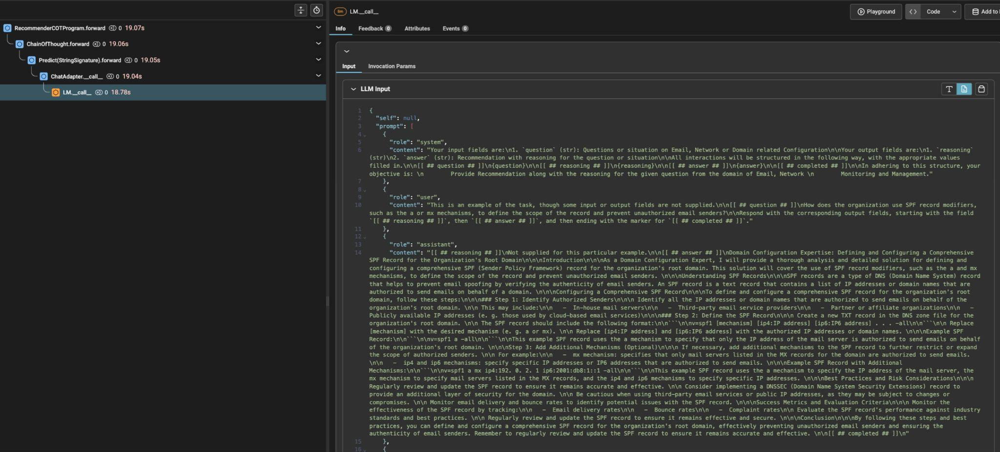 RecommenderCOTProgram.forward 0 19.07s
ChainOfThought.forward 0 19.06s
Predict(StringSignature).forward 0 19.05s
ChatAdapter.__call__ 0 19.04s
LM.__call__ 0 18.78s
llm LM.__call__
Playground
Code
Add to
Info
Feedback 0
Attributes
Events 0
Input
Invocation Params
LLM Input
T
1 {
2 "self": null,
3 "prompt": [
4 {
5 "role": "system",
6 "content": "Your input fields are:\n1. `question` (str): Questions or situation on Email, Network or Domain related Configuration\n\nYour output fields are:\n1. `reasoning`
(str)\n2. `answer` (str): Recommendation with reasoning for the question or situation\n\nAll interactions will be structured in the following way, with the appropriate values
filled in.\n\n[[ ## question ## ]]\n{question}\n\n[[ ## reasoning ## ]]\n{reasoning}\n\n[[ ## answer ## ]]\n{answer}\n\n[[ ## completed ## ]]\n\nIn adhering to this structure, your
objective is: \n        Provide Recommendation along with the reasoning for the given question from the domain of Email, Network \n        Monitoring and Management."
7 },
8 {
9 "role": "user",
10 "content": "This is an example of the task, though some input or output fields are not supplied.\n\n[[ ## question ## ]]\nHow does the organization use SPF record modifiers,
such as the a or mx mechanisms, to define the scope of the record and prevent unauthorized email senders?\n\nRespond with the corresponding output fields, starting with the field
`[[ ## reasoning ## ]]`, then `[[ ## answer ## ]]`, and then ending with the marker for `[[ ## completed ## ]]`."
11 },
12 {
13 "role": "assistant",
14 "content": "[[ ## reasoning ## ]]\nNot supplied for this particular example.\n\n[[ ## answer ## ]]\nDomain Configuration Expertise: Defining and Configuring a Comprehensive
SPF Record for the Organization's Root Domain\n\n\nIntroduction\n\n\nAs a Domain Configuration Expert, I will provide a thorough analysis and detailed solution for defining and
configuring a comprehensive SPF (Sender Policy Framework) record for the organization's root domain. This solution will cover the use of SPF record modifiers, such as the a and mx
mechanisms, to define the scope of the record and prevent unauthorized email senders. \n\n\nUnderstanding SPF Records\n\n\nSPF records are a type of DNS (Domain Name System) record
that helps to prevent email spoofing by verifying the authenticity of email senders. An SPF record is a text record that contains a list of IP addresses or domain names that are
authorized to send emails on behalf of a domain. \n\n\nConfiguring a Comprehensive SPF Record\n\n\nTo define and configure a comprehensive SPF record for the organization's root
domain, follow these steps:\n\n\n### Step 1: Identify Authorized Senders\n\n\n Identify all the IP addresses or domain names that are authorized to send emails on behalf of the
organization's root domain. \n\n This may include:\n\n   -  In-house mail servers\n\n   -  Third-party email service providers\n\n   -  Partner or affiliate organizations\n\n   -
Publicly available IP addresses (e. g. those used by cloud-based email services)\n\n\n### Step 2: Define the SPF Record\n\n\n Create a new TXT record in the DNS zone file for the
organization's root domain. \n\n The SPF record should include the following format:\n\n```\n\nv=spf1 [mechanism] [ip4:IP address] [ip6:IP6 address] . . . -all\n\n```\n\n Replace
[mechanism] with the desired mechanism (e. g. a or mx). \n\n Replace [ip4:IP address] and [ip6:IP6 address] with the authorized IP addresses or domain names. \n\n\nExample SPF
Record:\n\n```\n\nv=spf1 a -all\n\n```\n\nThis example SPF record uses the a mechanism to specify that only the IP address of the mail server is authorized to send emails on behalf
of the organization's root domain. \n\n\nStep 3: Add Additional Mechanisms (Optional)\n\n\n If necessary, add additional mechanisms to the SPF record to further restrict or expand
the scope of authorized senders. \n\n For example:\n\n   -  mx mechanism: specifies that only mail servers listed in the MX records for the domain are authorized to send emails.
\n\n   -  ip4 and ip6 mechanisms: specify specific IP addresses or IP6 addresses that are authorized to send emails. \n\n\nExample SPF Record with Additional
Mechanisms:\n\n```\n\nv=spf1 a mx ip4:192. 0. 2. 1 ip6:2001:db8:1::1 -all\n\n```\n\nThis example SPF record uses the a mechanism to specify the IP address of the mail server, the
mx mechanism to specify mail servers listed in the MX records, and the ip4 and ip6 mechanisms to specify specific IP addresses. \n\n\nBest Practices and Risk Considerations\n\n\n
Regularly review and update the SPF record to ensure it remains accurate and effective. \n\n Consider implementing a DNSSEC (Domain Name System Security Extensions) record to
provide an additional layer of security for the domain. \n\n Be cautious when using third-party email services or public IP addresses, as they may be subject to changes or
compromises. \n\n Monitor email delivery and bounce rates to identify potential issues with the SPF record. \n\n\nSuccess Metrics and Evaluation Criteria\n\n\n Monitor the
effectiveness of the SPF record by tracking:\n\n   -  Email delivery rates\n\n   -  Bounce rates\n\n   -  Complaint rates\n\n Evaluate the SPF record's performance against industry
standards and best practices. \n\n Regularly review and update the SPF record to ensure it remains effective and secure. \n\n\nConclusion\n\n\nBy following these steps and best
practices, you can define and configure a comprehensive SPF record for the organization's root domain, effectively preventing unauthorized email senders and ensuring the
authenticity of email senders. Remember to regularly review and update the SPF record to ensure it remains accurate and effective. \n\n[[ ## completed ## ]]\n"
15 },
16 {